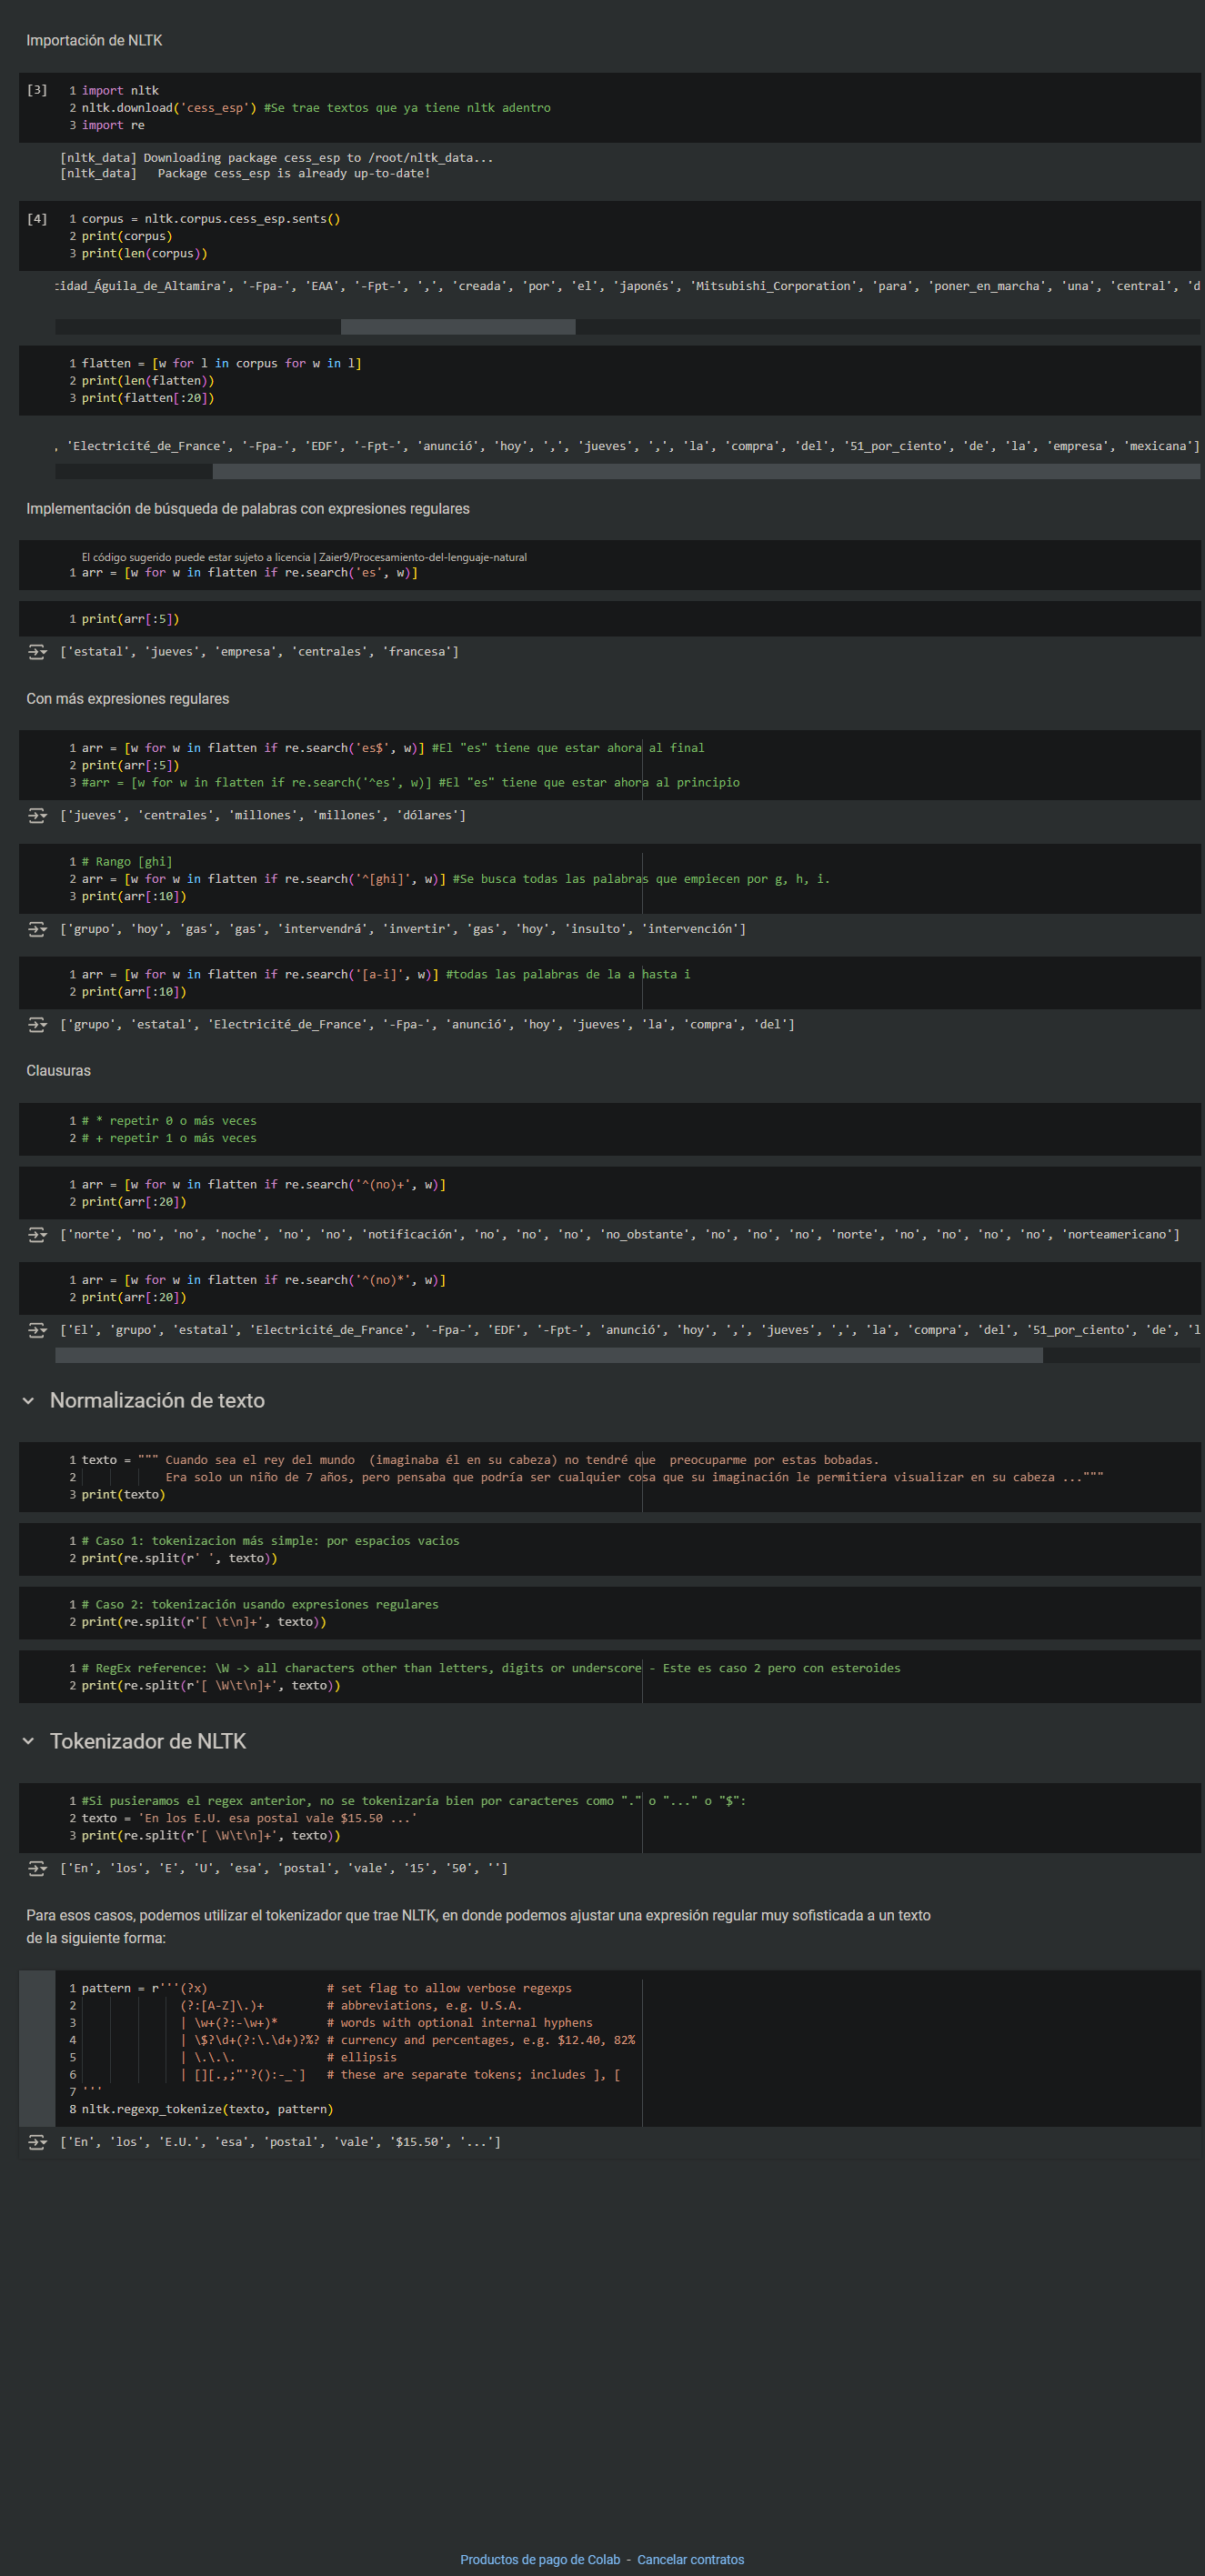 Importación de NLTK
[3] 1 import nltk
2 nltk.download('cess_esp') #Se trae textos que ya tiene nltk adentro
3 import re
[nltk_data] Downloading package cess_esp to /root/nltk_data...
[nltk_data]   Package cess_esp is already up-to-date!
[4] 1 corpus = nltk.corpus.cess_esp.sents()
2 print(corpus)
3 print(len(corpus))
cidad_Águila_de_Altamira', '-Fpa-', 'EAA', '-Fpt-', ',', 'creada', 'por', 'el', 'japonés', 'Mitsubishi_Corporation', 'para', 'poner_en_marcha', 'una', 'central', 'd
1 flatten = [w for l in corpus for w in l]
2 print(len(flatten))
3 print(flatten[:20])
, 'Electricité_de_France', '-Fpa-', 'EDF', '-Fpt-', 'anunció', 'hoy', ',', 'jueves', ',', 'la', 'compra', 'del', '51_por_ciento', 'de', 'la', 'empresa', 'mexicana']
Implementación de búsqueda de palabras con expresiones regulares
El código sugerido puede estar sujeto a licencia | Zaier9/Procesamiento-del-lenguaje-natural
1 arr = [w for w in flatten if re.search('es', w)]
1 print(arr[:5])
['estatal', 'jueves', 'empresa', 'centrales', 'francesa']
Con más expresiones regulares
1 arr = [w for w in flatten if re.search('es$', w)] #El "es" tiene que estar ahora al final
2 print(arr[:5])
3 #arr = [w for w in flatten if re.search('^es', w)] #El "es" tiene que estar ahora al principio
['jueves', 'centrales', 'millones', 'millones', 'dólares']
1 # Rango [ghi]
2 arr = [w for w in flatten if re.search('^[ghi]', w)] #Se busca todas las palabras que empiecen por g, h, i.
3 print(arr[:10])
['grupo', 'hoy', 'gas', 'gas', 'intervendrá', 'invertir', 'gas', 'hoy', 'insulto', 'intervención']
1 arr = [w for w in flatten if re.search('[a-i]', w)] #todas las palabras de la a hasta i
2 print(arr[:10])
['grupo', 'estatal', 'Electricité_de_France', '-Fpa-', 'anunció', 'hoy', 'jueves', 'la', 'compra', 'del']
Clausuras
1 # * repetir 0 o más veces
2 # + repetir 1 o más veces
1 arr = [w for w in flatten if re.search('^(no)+', w)]
2 print(arr[:20])
['norte', 'no', 'no', 'noche', 'no', 'no', 'notificación', 'no', 'no', 'no', 'no_obstante', 'no', 'no', 'no', 'norte', 'no', 'no', 'no', 'no', 'norteamericano']
1 arr = [w for w in flatten if re.search('^(no)*', w)]
2 print(arr[:20])
['El', 'grupo', 'estatal', 'Electricité_de_France', '-Fpa-', 'EDF', '-Fpt-', 'anunció', 'hoy', ',', 'jueves', ',', 'la', 'compra', 'del', '51_por_ciento', 'de', 'l
Normalización de texto
1 texto = """ Cuando sea el rey del mundo  (imaginaba él en su cabeza) no tendré que  preocuparme por estas bobadas.
2 Era solo un niño de 7 años, pero pensaba que podría ser cualquier cosa que su imaginación le permitiera visualizar en su cabeza ..."""
3 print(texto)
1 # Caso 1: tokenizacion más simple: por espacios vacios
2 print(re.split(r' ', texto))
1 # Caso 2: tokenización usando expresiones regulares
2 print(re.split(r'[ \t\n]+', texto))
1 # RegEx reference: \W -> all characters other than letters, digits or underscore - Este es caso 2 pero con esteroides
2 print(re.split(r'[ \W\t\n]+', texto))
Tokenizador de NLTK
1 #Si pusieramos el regex anterior, no se tokenizaría bien por caracteres como "." o "..." o "$":
2 texto = 'En los E.U. esa postal vale $15.50 ...'
3 print(re.split(r'[ \W\t\n]+', texto))
['En', 'los', 'E', 'U', 'esa', 'postal', 'vale', '15', '50', '']
Para esos casos, podemos utilizar el tokenizador que trae NLTK, en donde podemos ajustar una expresión regular muy sofisticada a un texto
de la siguiente forma:
1 pattern = r'''(?x)                 # set flag to allow verbose regexps
2 (?:[A-Z]\.)+         # abbreviations, e.g. U.S.A.
3 | \w+(?:-\w+)*       # words with optional internal hyphens
4 | \$?\d+(?:\.\d+)?%? # currency and percentages, e.g. $12.40, 82%
5 | \.\.\.             # ellipsis
6 | [][.,;"'?():-_`]   # these are separate tokens; includes ], [
7 '''
8 nltk.regexp_tokenize(texto, pattern)
['En', 'los', 'E.U.', 'esa', 'postal', 'vale', '$15.50', '...']
Productos de pago de Colab - Cancelar contratos